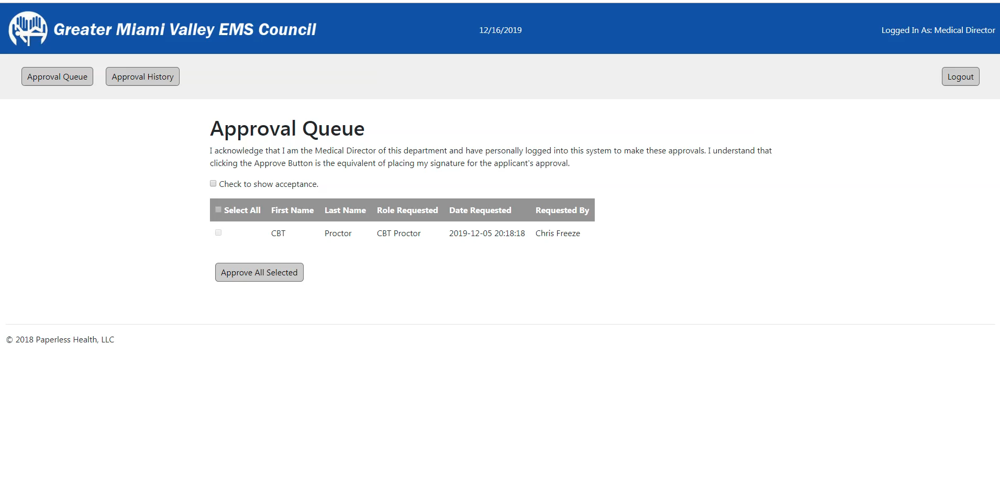 Greater Miami Valley EMS Council
12/16/2019
Logged In As: Medical Director
Approval Queue
Approval History
Logout
Approval Queue
I acknowledge that I am the Medical Director of this department and have personally logged into this system to make these approvals. I understand that
clicking the Approve Button is the equivalent of placing my signature for the applicant's approval.
Check to show acceptance.
Select All First Name Last Name Role Requested Date Requested Requested By
CBT Proctor CBT Proctor 2019-12-05 20:18:18 Chris Freeze
Approve All Selected
© 2018 Paperless Health, LLC